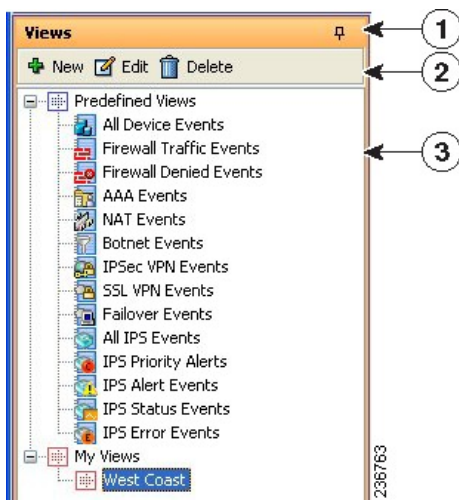 Views
1
New Edit Delete
2
Predefined Views
All Device Events
Firewall Traffic Events
3
Firewall Denied Events
AAA Events
NAT Events
Botnet Events
IPSec VPN Events
SSL VPN Events
Failover Events
All IPS Events
IPS Priority Alerts
IPS Alert Events
IPS Status Events
IPS Error Events
My Views
West Coast
236763